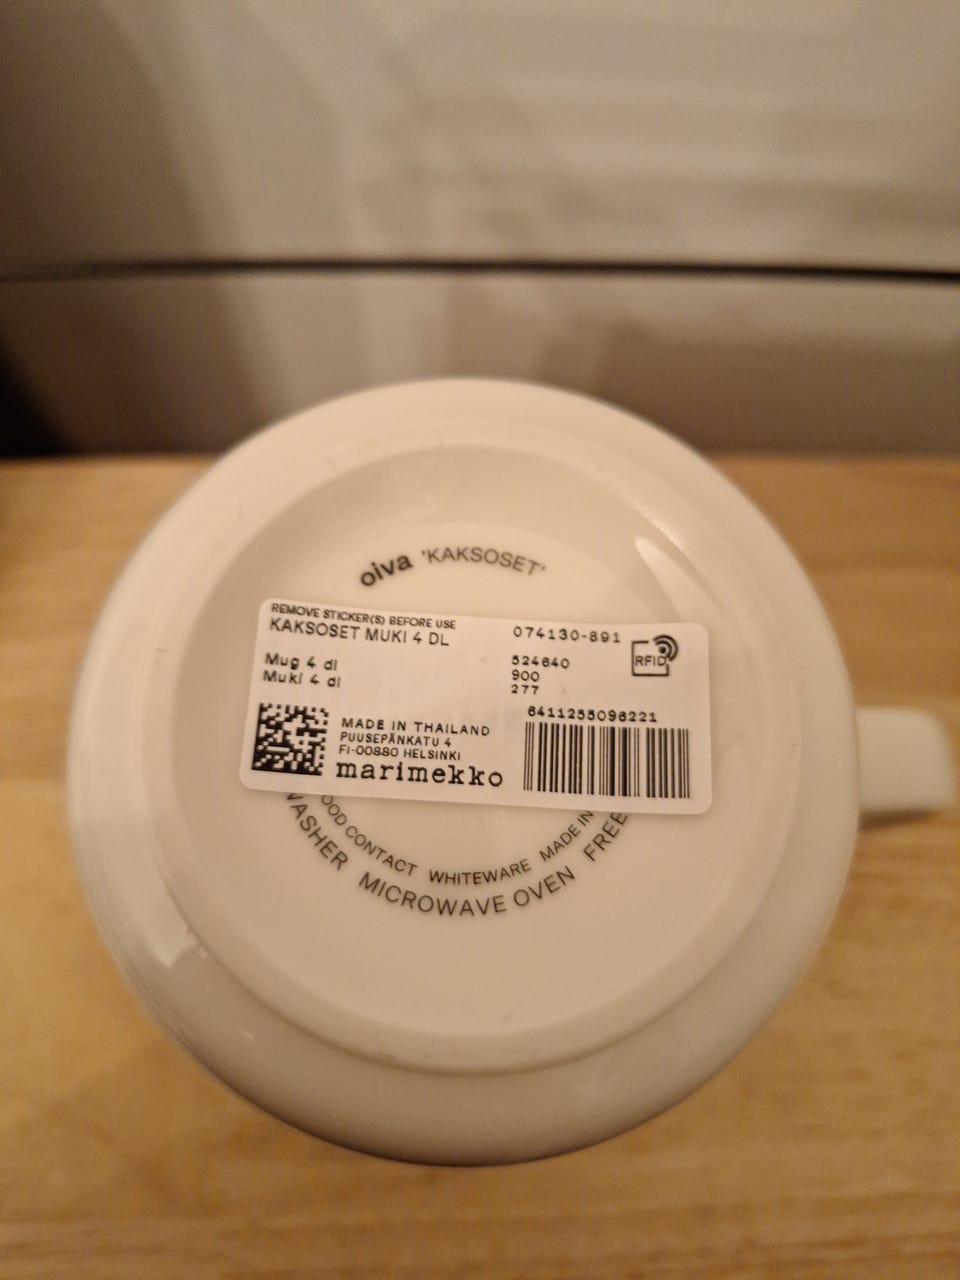 oiva 'KAKSOSET'
REMOVE STICKER(S) BEFORE USE
KAKSOSET MUKI 4 DL
074130-891
RFID
Mug 4 dl
Muki 4 dl
524640
900
277
6411255096221
MADE IN THAILAND
PUUSEPÄNKATU 4
FI-00880 HELSINKI
marimekko
OOD CONTACT WHITEWARE MADE IN
WASHER MICROWAVE OVEN FREE